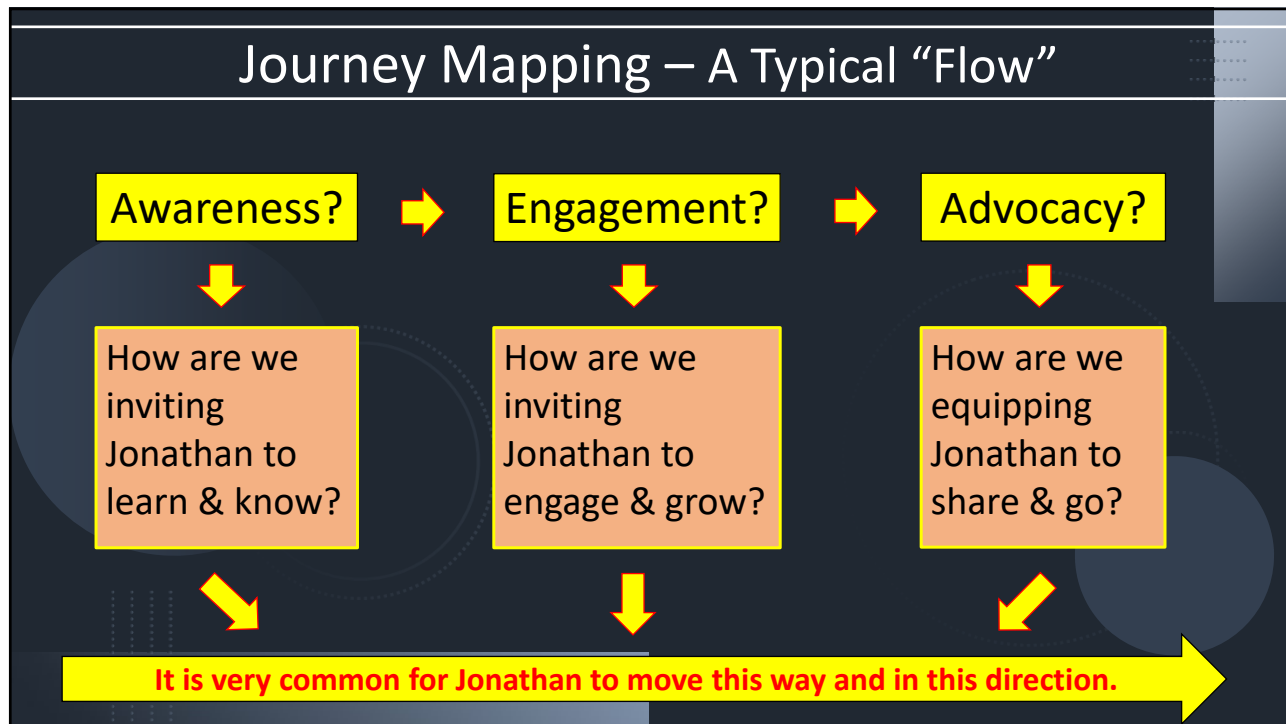 Journey Mapping – A Typical “Flow”
Awareness?
Engagement?
Advocacy?
How are we
inviting
Jonathan to
learn & know?
How are we
inviting
Jonathan to
engage & grow?
How are we
equipping
Jonathan to
share & go?
It is very common for Jonathan to move this way and in this direction.